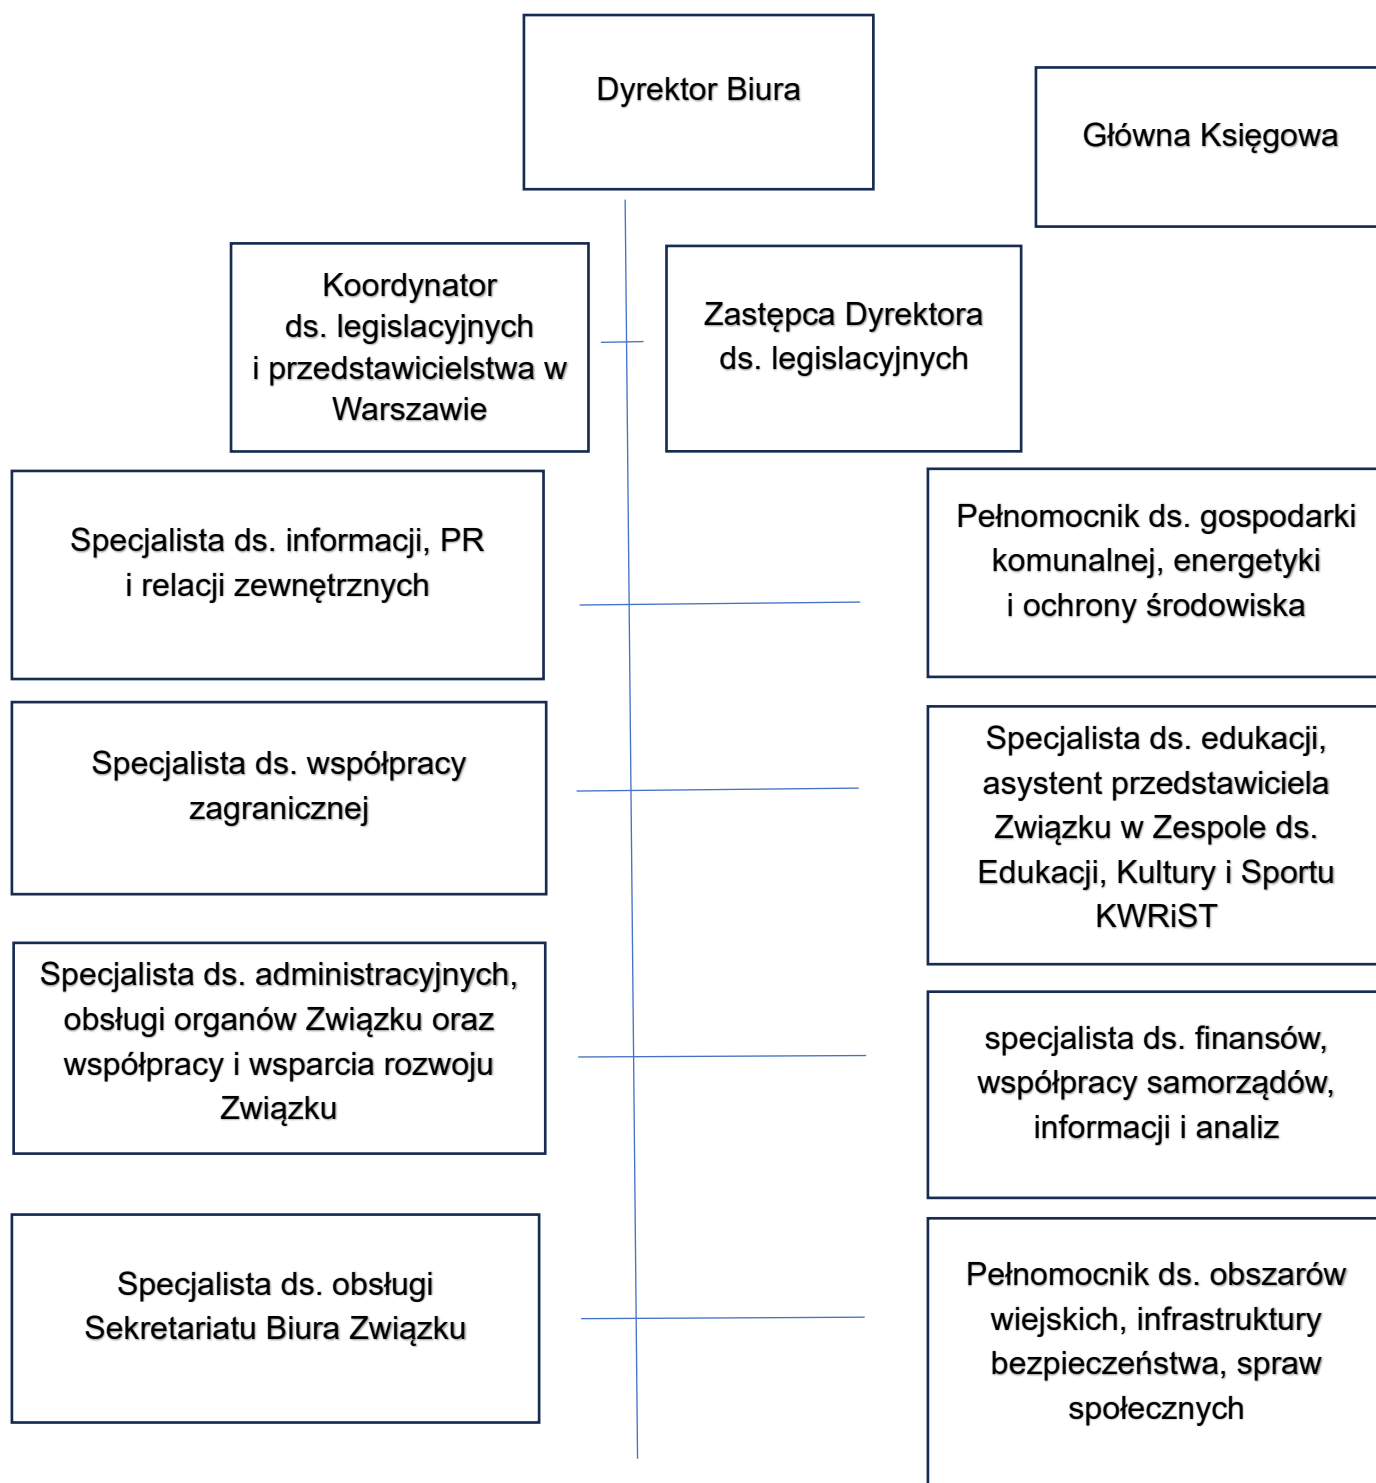 Dyrektor Biura
Główna Księgowa
Koordynator
ds. legislacyjnych
i przedstawicielstwa w
Warszawie
Zastępca Dyrektora
ds. legislacyjnych
Specjalista ds. informacji, PR
i relacji zewnętrznych
Pełnomocnik ds. gospodarki
komunalnej, energetyki
i ochrony środowiska
Specjalista ds. współpracy
zagranicznej
Specjalista ds. edukacji,
asystent przedstawiciela
Związku w Zespole ds.
Edukacji, Kultury i Sportu
KWRiST
Specjalista ds. administracyjnych,
obsługi organów Związku oraz
współpracy i wsparcia rozwoju
Związku
specjalista ds. finansów,
współpracy samorządów,
informacji i analiz
Specjalista ds. obsługi
Sekretariatu Biura Związku
Pełnomocnik ds. obszarów
wiejskich, infrastruktury
bezpieczeństwa, spraw
społecznych